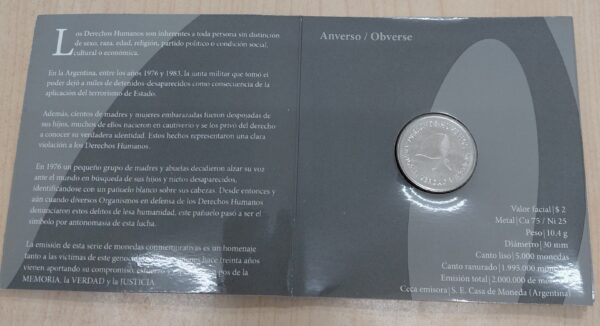 Los Derechos Humanos son inherentes a toda persona sin distinción
de sexo, raza, edad, religión, partido político o condición social,
cultural o económica.
En la Argentina, entre los años 1976 y 1983, la junta militar que tomó el
poder dejó a miles de detenidos-desaparecidos como consecuencia de la
aplicación del terrorismo de Estado.
Además, cientos de madres y mujeres embarazadas fueron despojadas de
sus hijos, muchos de ellos nacieron en cautiverio y se los privó del derecho
a conocer su verdadera identidad. Estos hechos representaron una clara
violación a los Derechos Humanos.
En 1976 un pequeño grupo de madres y abuelas decidieron alzar su voz
ante el mundo en búsqueda de sus hijos y nietos desaparecidos,
identificándose con un pañuelo blanco sobre sus cabezas. Desde entonces y
aún cuando diversos Organismos en defensa de los Derechos Humanos
denunciaron estos delitos de lesa humanidad, este pañuelo pasó a ser el
símbolo por antonomasia de esta lucha.
La emisión de esta serie de monedas conmemorativas es un homenaje
tanto a las víctimas de este genocidio hace treinta años
vienen aportando su compromiso, esfuerzo de la
MEMORIA, la VERDAD y la JUSTICIA.
Anverso / Obverse
Valor facial | $ 2
Metal | Cu 75 / Ni 25
Peso | 10.4 g
Diámetro | 30 mm
Canto liso | 5.000 monedas
Canto ranurado | 1.995.000 monedas
Emisión total | 2.000.000 de monedas
Ceca emisora | S. E. Casa de Moneda (Argentina)